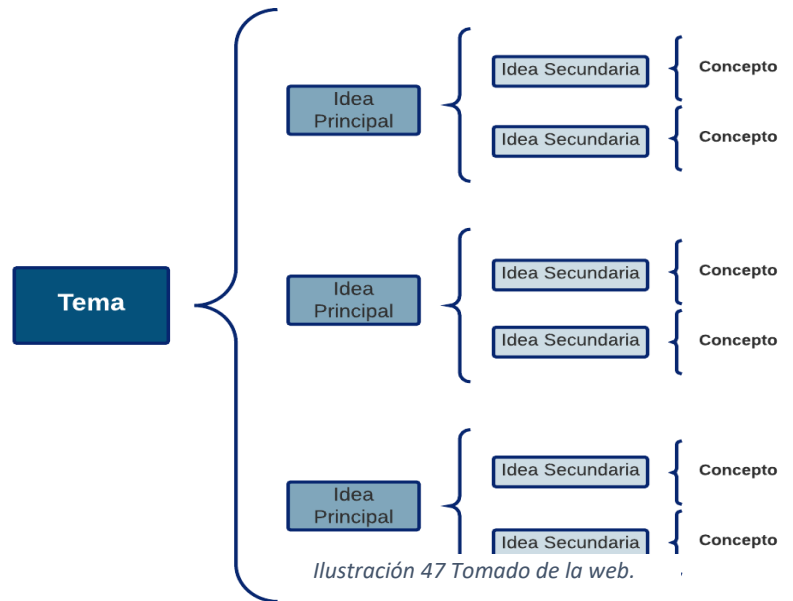 Tema
Idea
Principal
Idea Secundaria
Concepto
Idea Secundaria
Concepto
Idea
Principal
Idea Secundaria
Concepto
Idea Secundaria
Concepto
Idea
Principal
Idea Secundaria
Concepto
Idea Secundaria
Concepto
Ilustración 47 Tomado de la web.